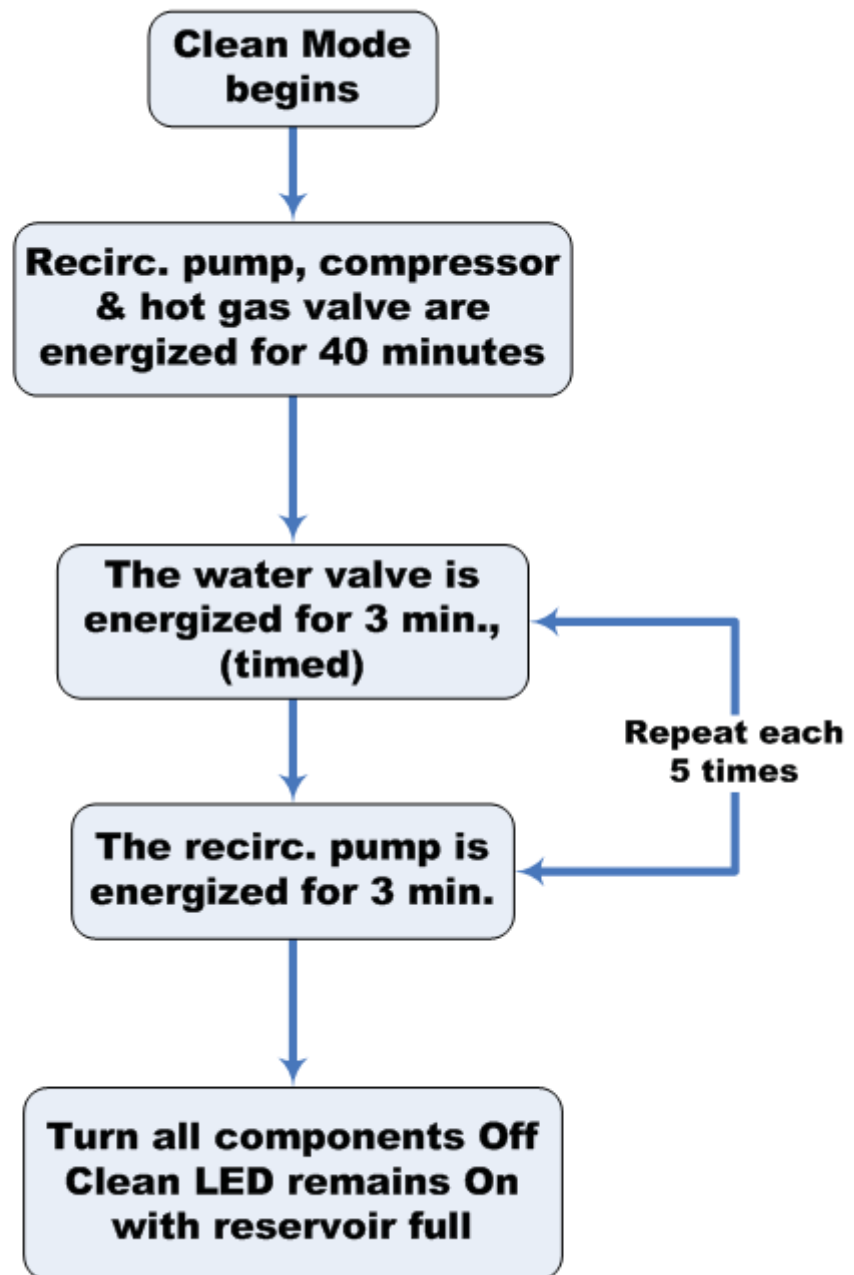 Clean Mode
begins
Recirc. pump, compressor
& hot gas valve are
energized for 40 minutes
The water valve is
energized for 3 min.,
(timed)
Repeat each
5 times
The recirc. pump is
energized for 3 min.
Turn all components Off
Clean LED remains On
with reservoir full